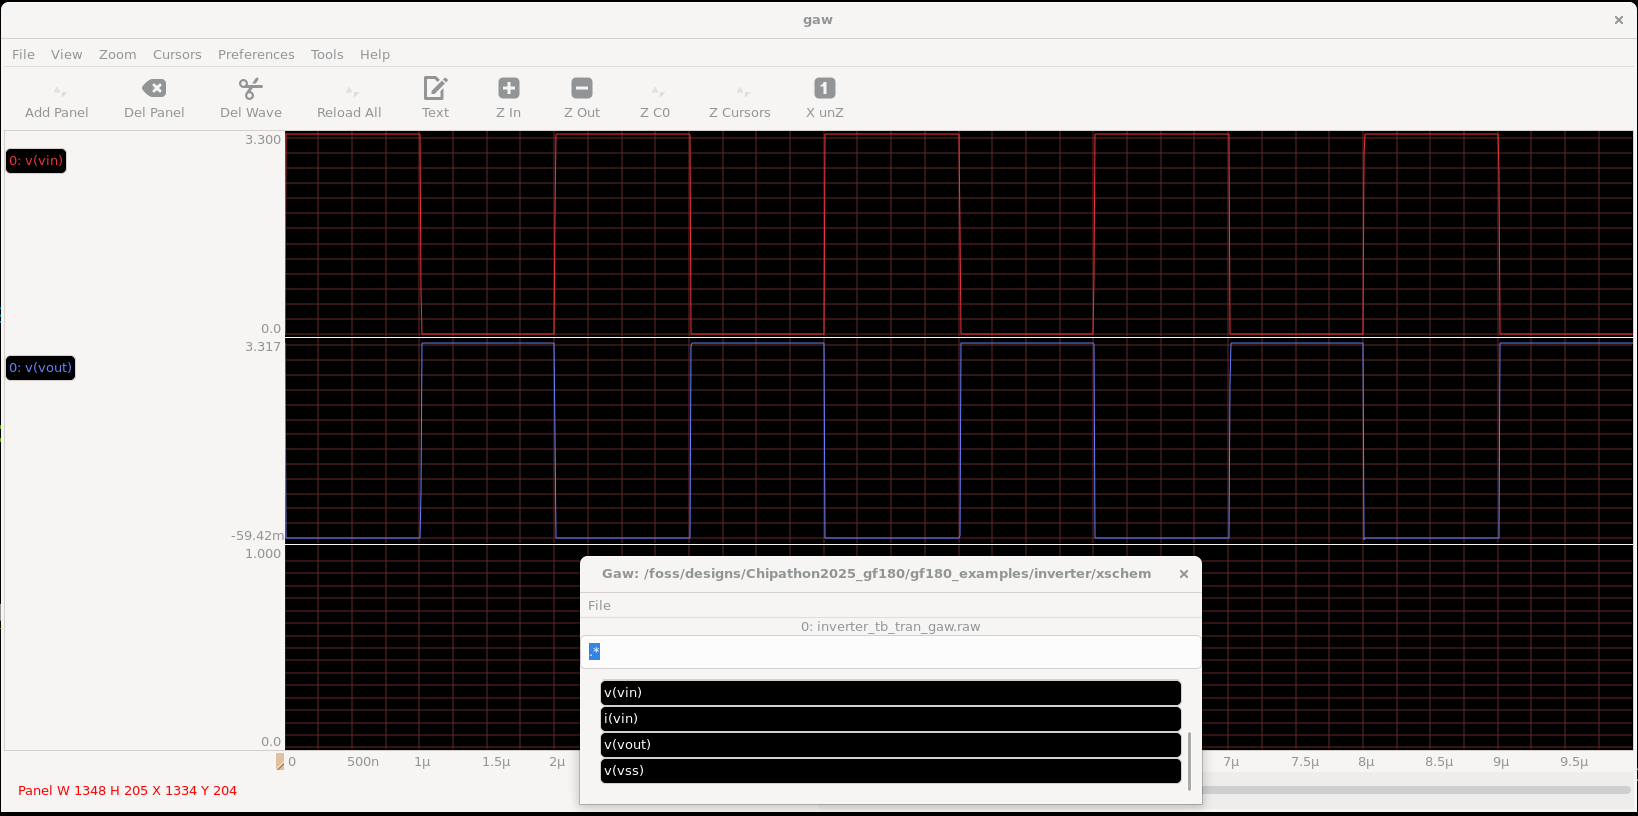 gaw
File View Zoom Cursors Preferences Tools Help
Add Panel Del Panel Del Wave Reload All Text Z In Z Out Z C0 Z Cursors X unZ
3.300
0: v(vin)
0.0
3.317
0: v(vout)
-59.42m
1.000
Gaw: /foss/designs/Chipathon2025_gf180/gf180_examples/inverter/xschem
File
0: inverter_tb_tran_gaw.raw
.*
v(vin)
i(vin)
v(vout)
v(vss)
0.0
0 500n 1µ 1.5µ 2µ 7µ 7.5µ 8µ 8.5µ 9µ 9.5µ
Panel W 1348 H 205 X 1334 Y 204